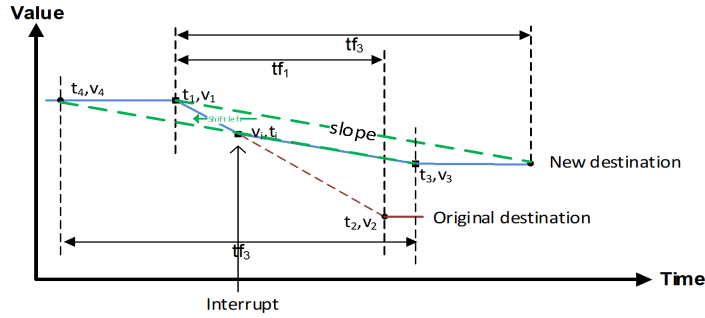 Value
tf3
tf1
t4,v4
t1,v1
Shift left
vi,ti
slope
New destination
t3,v3
t2,v2
Original destination
tf3
Time
Interrupt